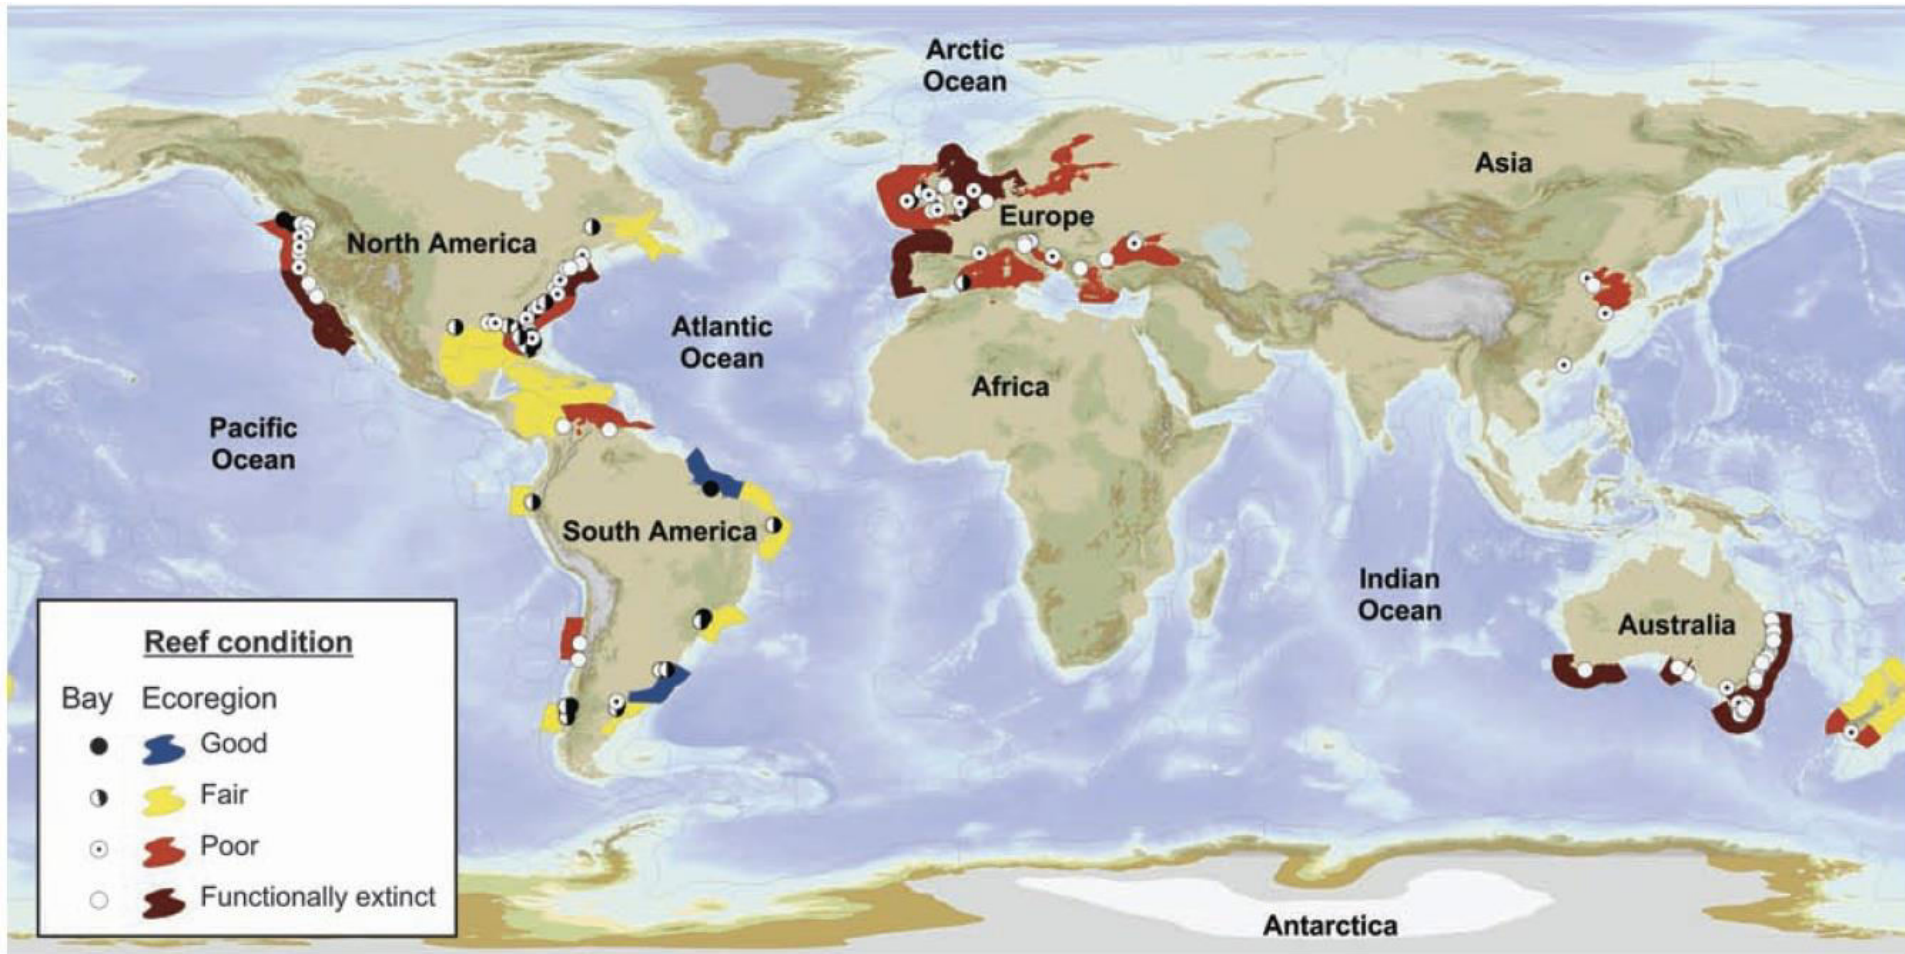 Arctic
Ocean
Asia
Europe
North America
Atlantic
Ocean
Africa
Pacific
Ocean
South America
Indian
Ocean
Australia
Reef condition
Bay Ecoregion
Good
Fair
Poor
Functionally extinct
Antarctica